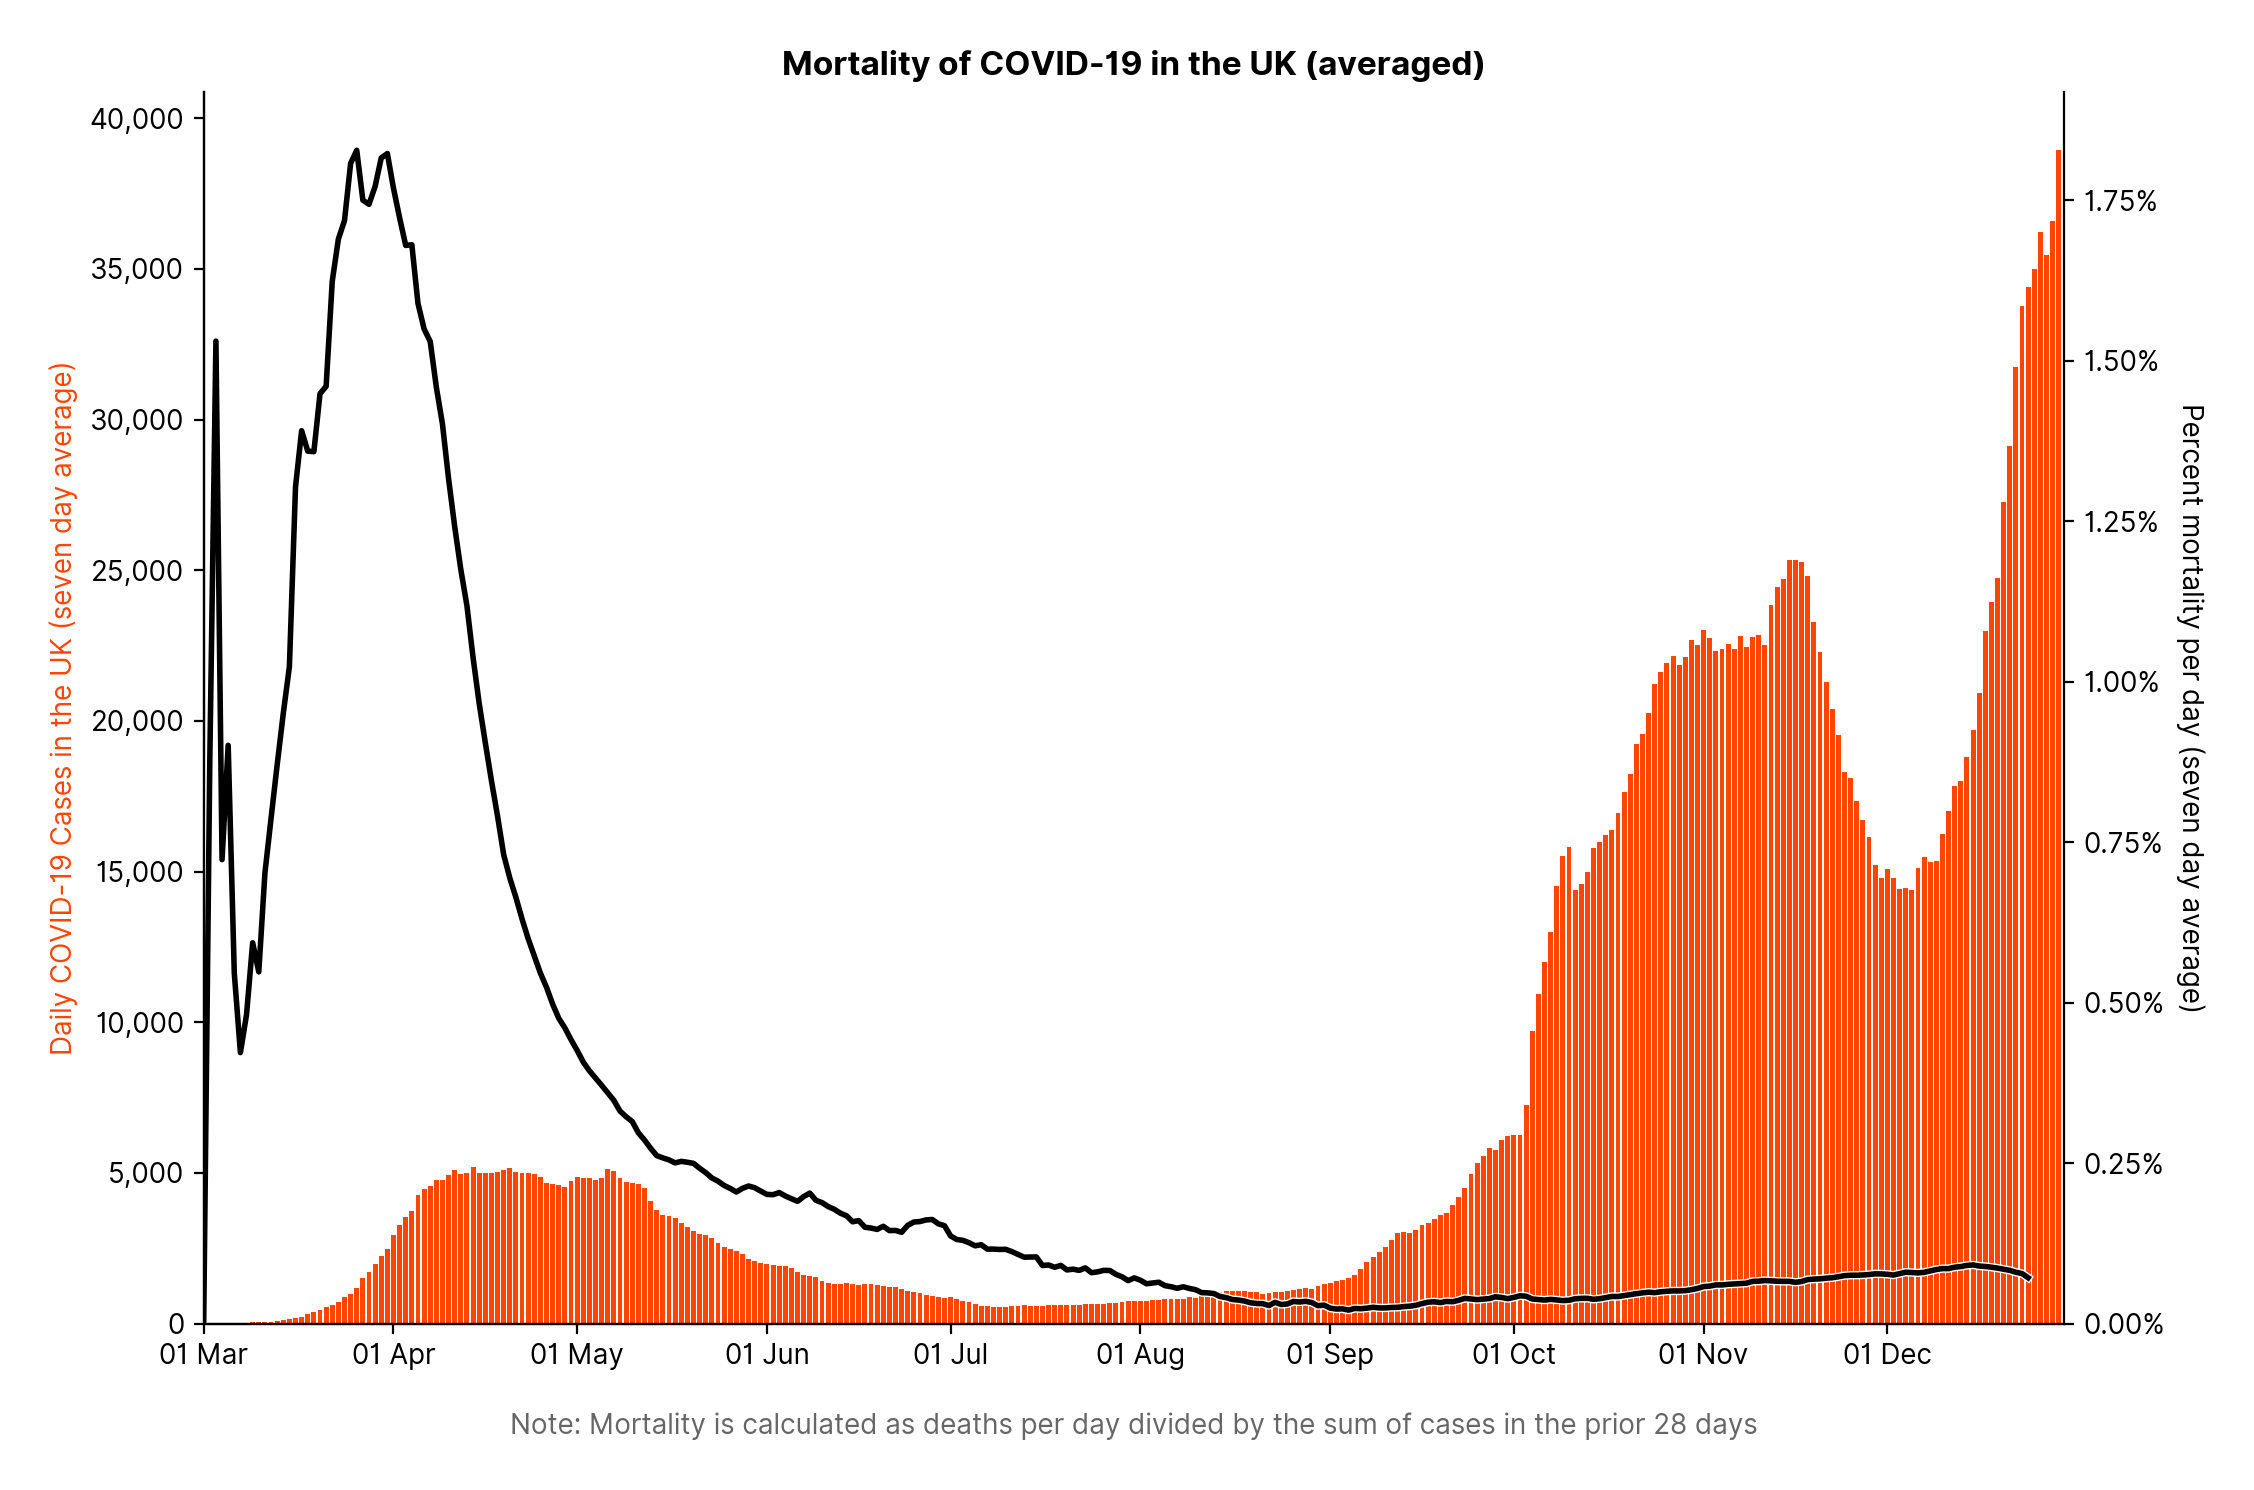 Mortality of COVID-19 in the UK (averaged)
Daily COVID-19 Cases in the UK (seven day average)
40,000
35,000
30,000
25,000
20,000
15,000
10,000
5,000
0
1.75%
1.50%
1.25%
1.00%
0.75%
0.50%
0.25%
0.00%
Percent mortality per day (seven day average)
01 Mar
01 Apr
01 May
01 Jun
01 Jul
01 Aug
01 Sep
01 Oct
01 Nov
01 Dec
Note: Mortality is calculated as deaths per day divided by the sum of cases in the prior 28 days